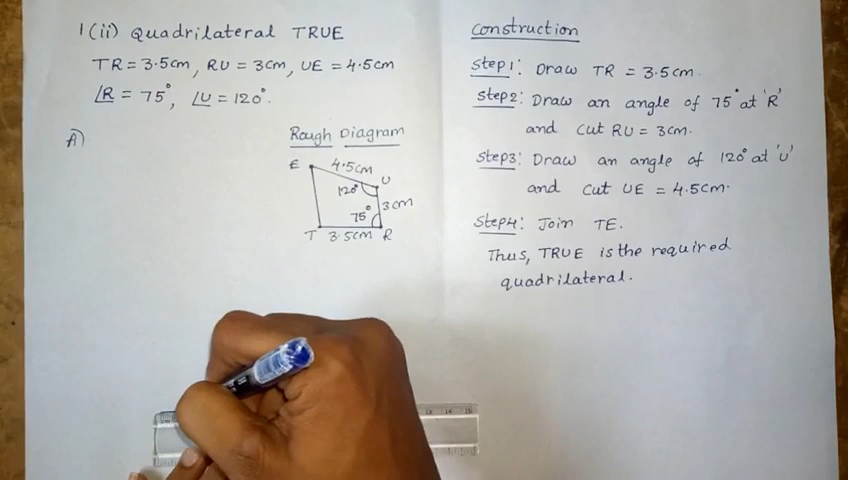 1(ii) Quadrilateral TRUE
TR = 3.5cm, RU = 3cm, UE = 4.5cm
∠R = 75°, ∠U = 120°.
A)
Rough Diagram
E 4.5cm
U
120°
3cm
75°
T 3.5cm R
Construction
Step1: Draw TR = 3.5cm.
Step2: Draw an angle of 75° at 'R'
and cut RU = 3cm.
Step3: Draw an angle of 120° at 'U'
and cut UE = 4.5cm.
Step4: Join TE.
Thus, TRUE is the required
quadrilateral.
13 14 15